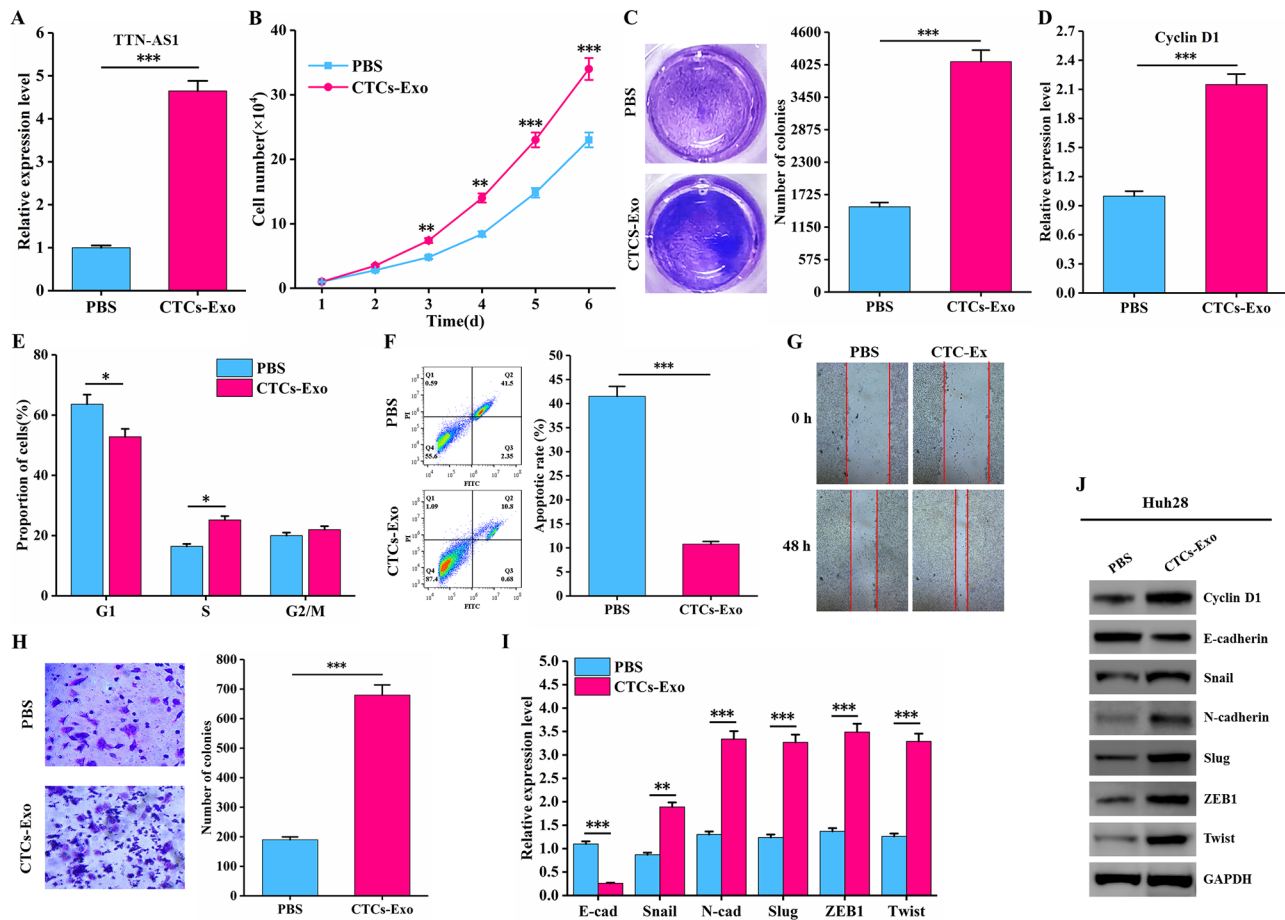 A
TTN-AS1
***
Relative expression level
6
5
4
3
2
1
0
PBS
CTCs-Exo
B
PBS
CTCs-Exo
Cell number(×10⁴)
40
30
20
10
0
**
**
***
***
1
2
3
4
5
6
Time(d)
C
PBS
CTCs-Exo
***
Number of colonies
4600
4025
3450
2875
2300
1725
1150
575
0
PBS
CTCs-Exo
D
Cyclin D1
***
Relative expression level
2.7
2.4
2.1
1.8
1.5
1.2
0.9
0.6
0.3
0.0
PBS
CTCs-Exo
E
PBS
CTCs-Exo
Proportion of cells(%)
80
60
40
20
0
*
*
G1
S
G2/M
F
PBS
Q1
0.59
Q2
41.5
Q4
55.6
Q3
2.35
PI
FITC
CTCs-Exo
Q1
1.09
Q2
10.8
Q4
87.4
Q3
0.68
PI
FITC
***
Apoptotic rate (%)
50
45
40
35
30
25
20
15
10
5
0
PBS
CTCs-Exo
G
PBS
CTC-Ex
0 h
48 h
H
PBS
CTCs-Exo
***
Number of colonies
800
700
600
500
400
300
200
100
0
PBS
CTCs-Exo
I
PBS
CTCs-Exo
Relative expression level
5.0
4.5
4.0
3.5
3.0
2.5
2.0
1.5
1.0
0.5
0.0
***
**
***
***
***
***
E-cad
Snail
N-cad
Slug
ZEB1
Twist
J
Huh28
PBS
CTCs-Exo
Cyclin D1
E-cadherin
Snail
N-cadherin
Slug
ZEB1
Twist
GAPDH